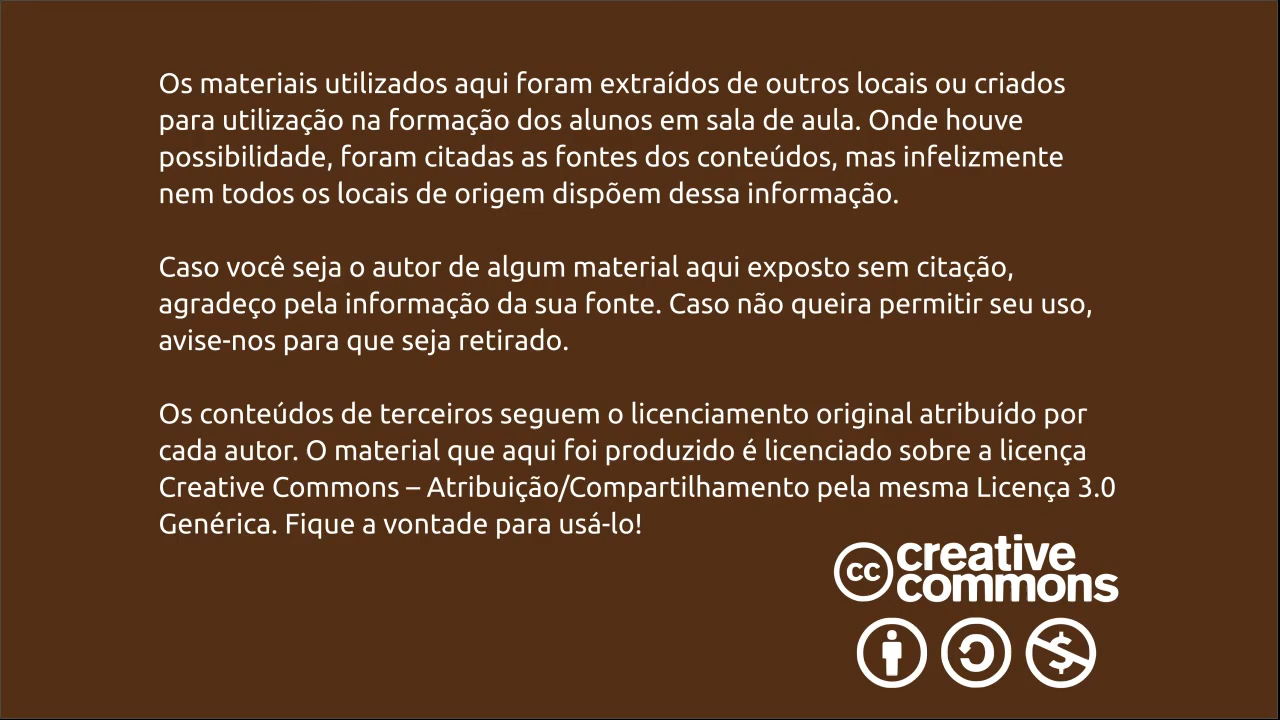 Os materiais utilizados aqui foram extraídos de outros locais ou criados
para utilização na formação dos alunos em sala de aula. Onde houve
possibilidade, foram citadas as fontes dos conteúdos, mas infelizmente
nem todos os locais de origem dispõem dessa informação.
Caso você seja o autor de algum material aqui exposto sem citação,
agradeço pela informação da sua fonte. Caso não queira permitir seu uso,
avise-nos para que seja retirado.
Os conteúdos de terceiros seguem o licenciamento original atribuído por
cada autor. O material que aqui foi produzido é licenciado sobre a licença
Creative Commons – Atribuição/Compartilhamento pela mesma Licença 3.0
Genérica. Fique a vontade para usá-lo!
cc creative
commons
$